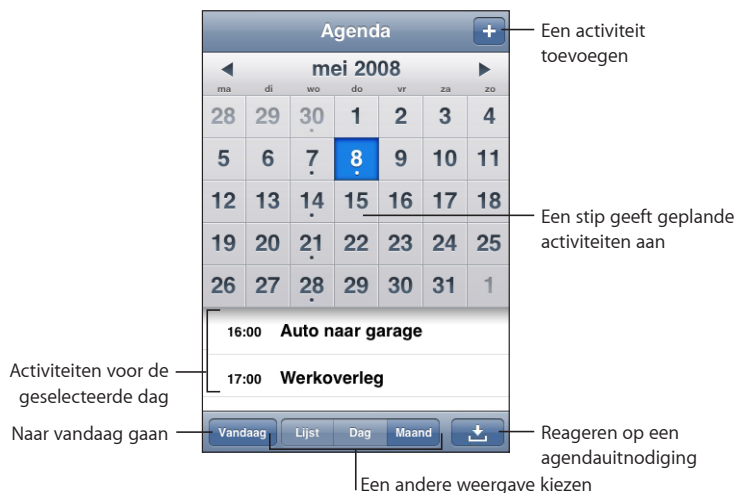 Agenda
+
Een activiteit
toevoegen
mei 2008
ma di wo do vr za zo
28 29 30 1 2 3 4
5 6 7 8 9 10 11
12 13 14 15 16 17 18
Een stip geeft geplande
activiteiten aan
19 20 21 22 23 24 25
26 27 28 29 30 31 1
16:00 Auto naar garage
Activiteiten voor de
geselecteerde dag
17:00 Werkoverleg
Naar vandaag gaan
Vandaag Lijst Dag Maand
Reageren op een
agendauitnodiging
Een andere weergave kiezen